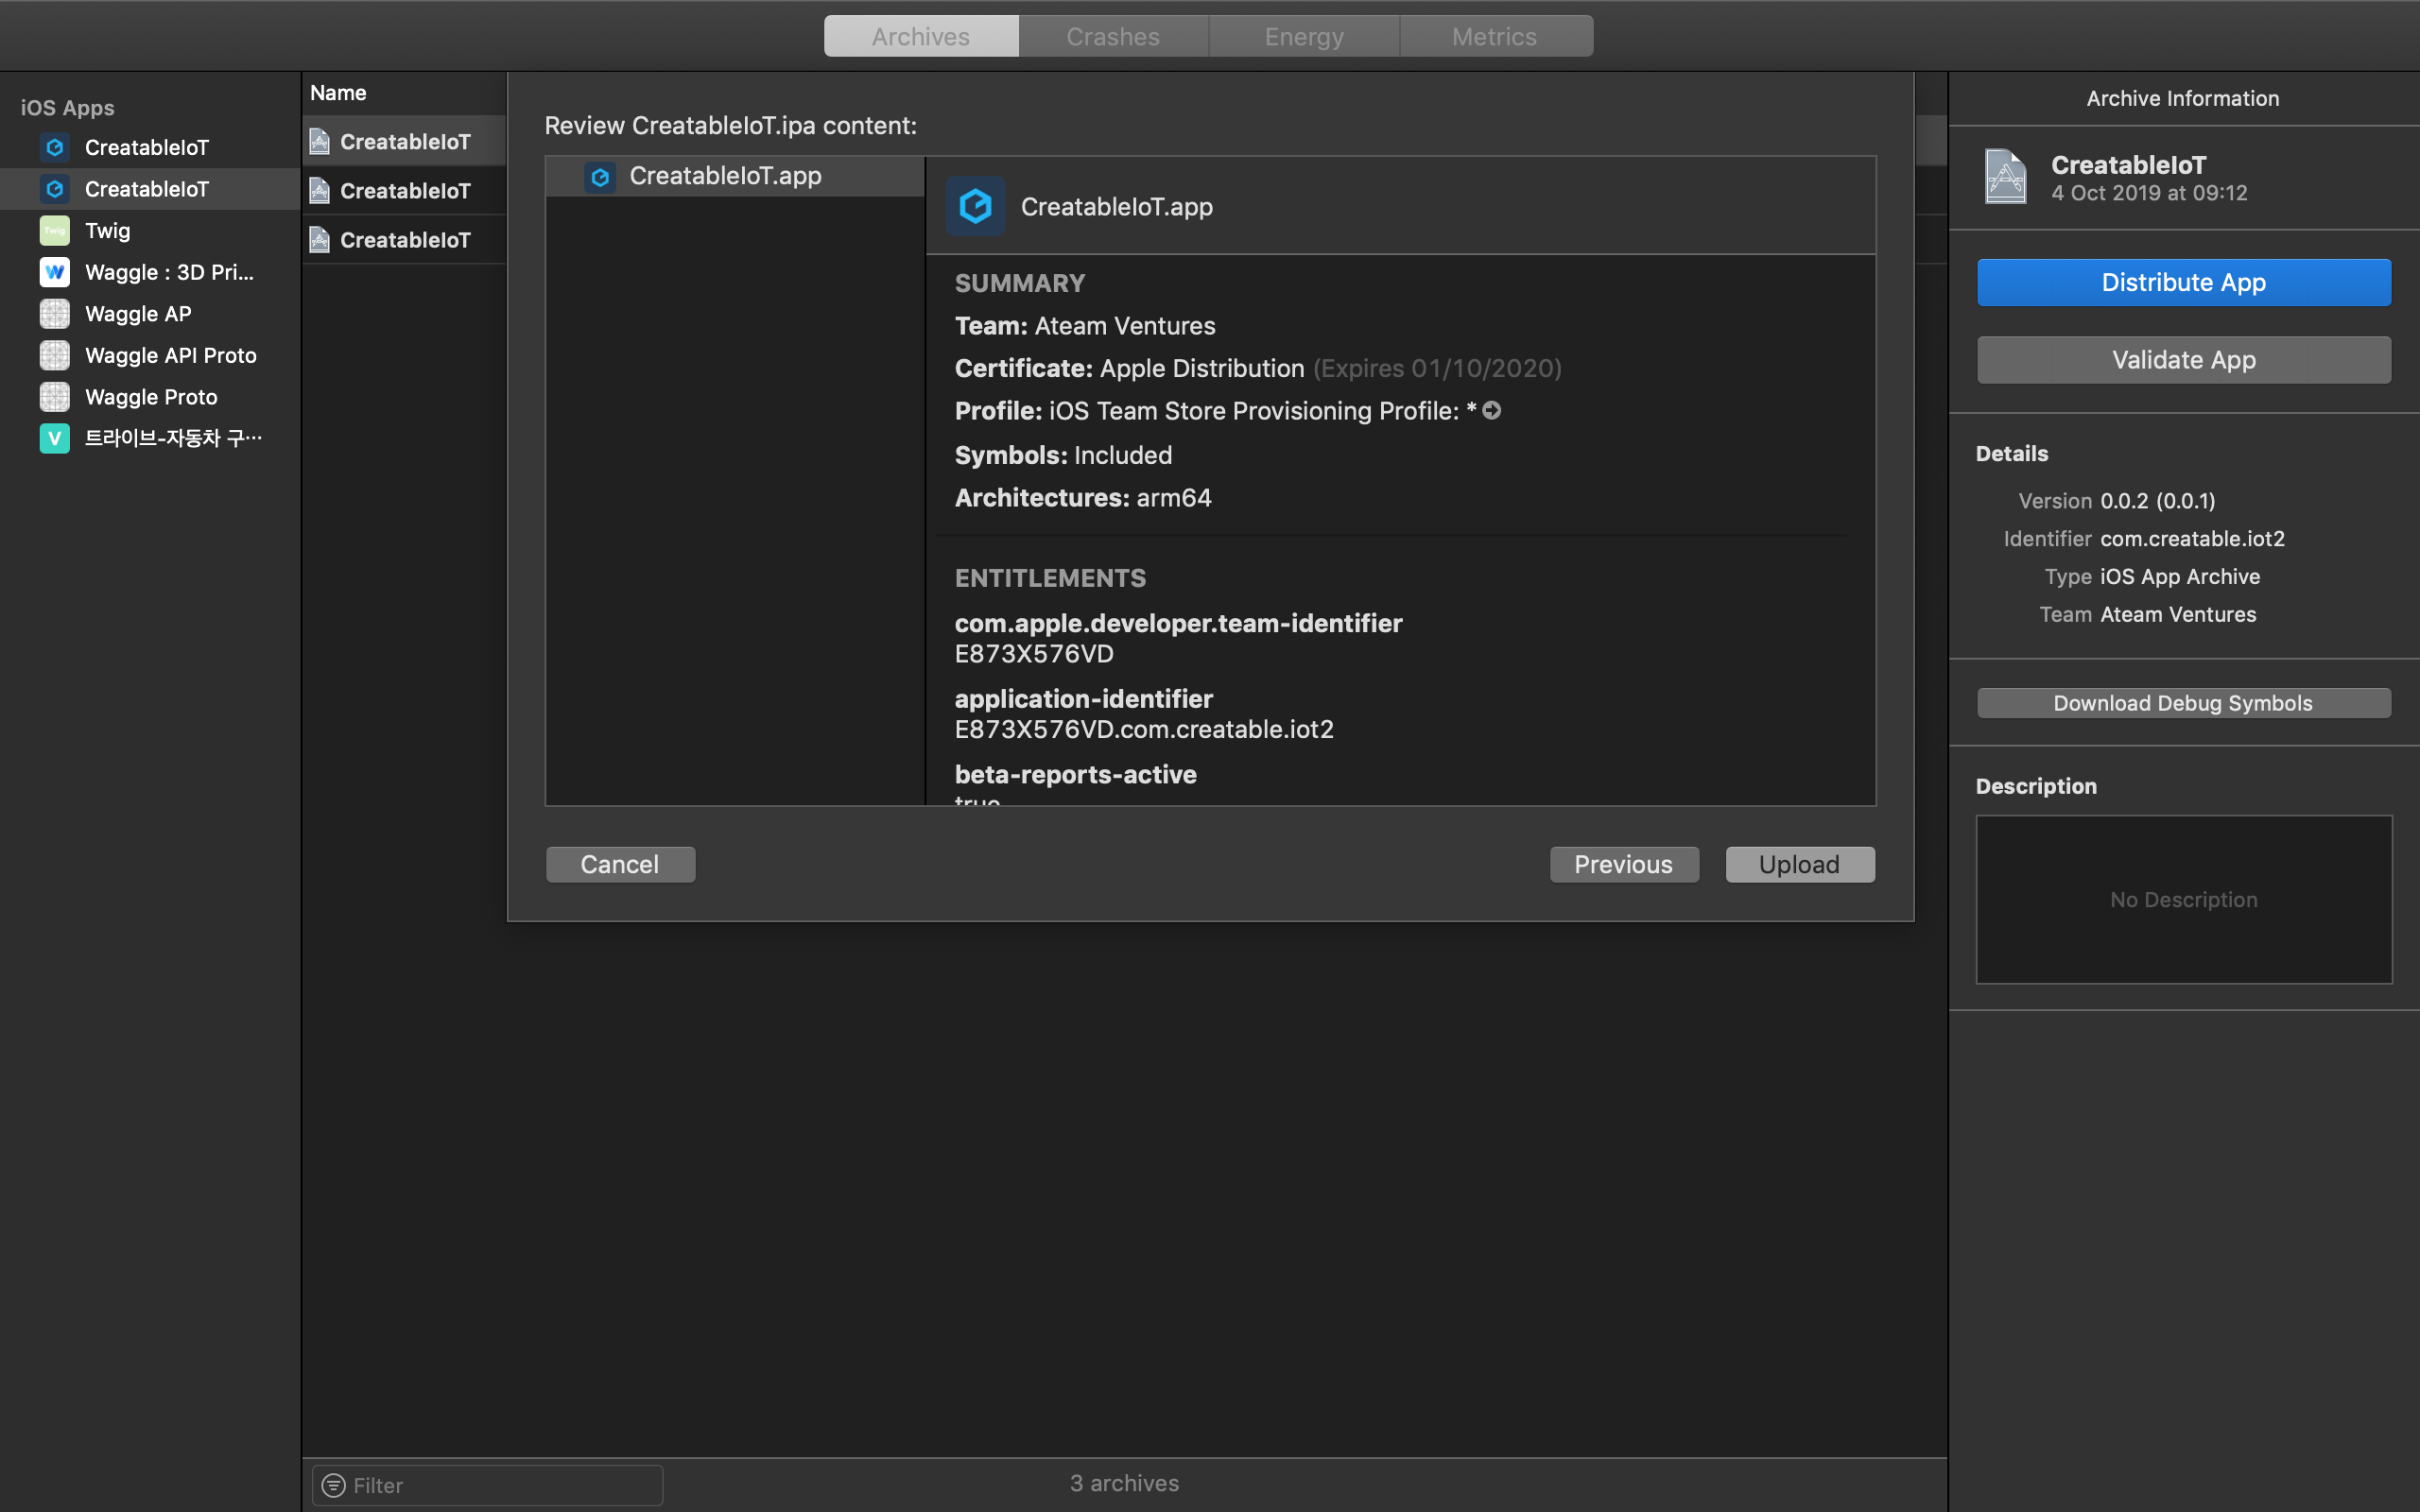 Archives
Crashes
Energy
Metrics
iOS Apps
CreatableIoT
CreatableIoT
Twig
Twig
Waggle : 3D Pri...
Waggle AP
Waggle API Proto
Waggle Proto
트라이브-자동차 구…
Name
CreatableIoT
CreatableIoT
CreatableIoT
Review CreatableIoT.ipa content:
CreatableIoT.app
CreatableIoT.app
SUMMARY
Team: Ateam Ventures
Certificate: Apple Distribution (Expires 01/10/2020)
Profile: iOS Team Store Provisioning Profile: *
Symbols: Included
Architectures: arm64
ENTITLEMENTS
com.apple.developer.team-identifier
E873X576VD
application-identifier
E873X576VD.com.creatable.iot2
beta-reports-active
true
Cancel
Previous
Upload
Filter
3 archives
Archive Information
CreatableIoT
4 Oct 2019 at 09:12
Distribute App
Validate App
Details
Version 0.0.2 (0.0.1)
Identifier com.creatable.iot2
Type iOS App Archive
Team Ateam Ventures
Download Debug Symbols
Description
No Description